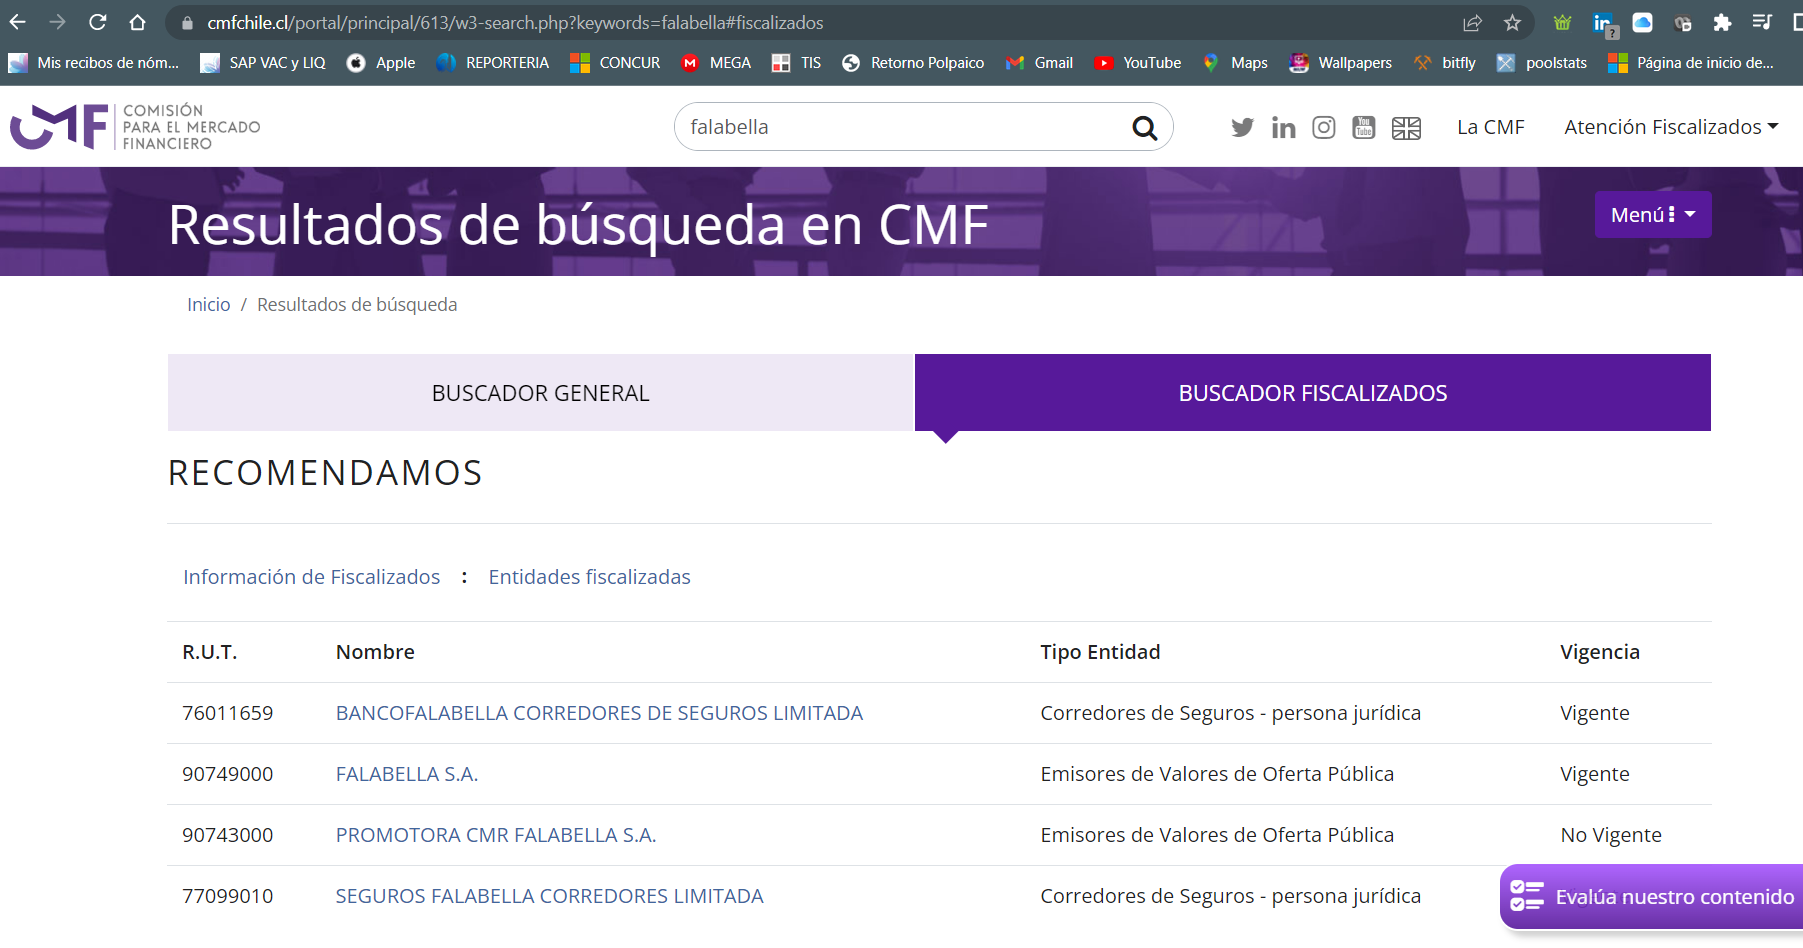 cmfchile.cl/portal/principal/613/w3-search.php?keywords=falabella#fiscalizados
Mis recibos de nóm... SAP VAC y LIQ Apple REPORTERIA CONCUR MEGA TIS Retorno Polpaico Gmail YouTube Maps Wallpapers bitfly poolstats Página de inicio de...
CMF COMISIÓN
PARA EL MERCADO
FINANCIERO
falabella
La CMF Atención Fiscalizados
Resultados de búsqueda en CMF
Menú
Inicio / Resultados de búsqueda
BUSCADOR GENERAL BUSCADOR FISCALIZADOS
RECOMENDAMOS
Información de Fiscalizados : Entidades fiscalizadas
R.U.T. Nombre Tipo Entidad Vigencia
76011659 BANCOFALABELLA CORREDORES DE SEGUROS LIMITADA Corredores de Seguros - persona jurídica Vigente
90749000 FALABELLA S.A. Emisores de Valores de Oferta Pública Vigente
90743000 PROMOTORA CMR FALABELLA S.A. Emisores de Valores de Oferta Pública No Vigente
77099010 SEGUROS FALABELLA CORREDORES LIMITADA Corredores de Seguros - persona jurídica
Evalúa nuestro contenido